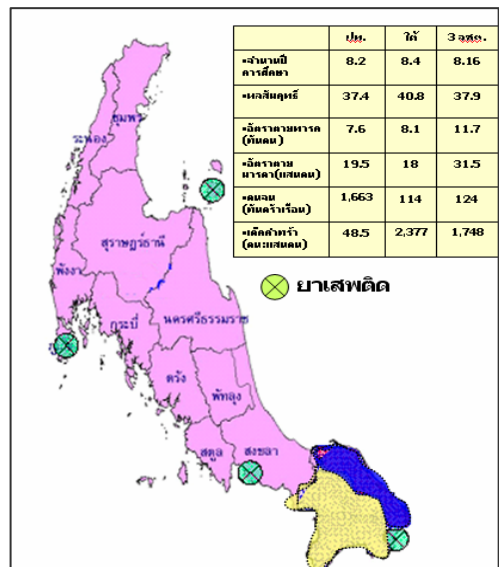 ปท. ใต้ 3 จชต.
•จำนวนปี
การศึกษา 8.2 8.4 8.16
•ผลสัมฤทธิ์ 37.4 40.8 37.9
•อัตราตายทารก
(พันคน) 7.6 8.1 11.7
•อัตราตาย
มารดา(แสนคน) 19.5 18 31.5
•คนจน
(พันครัวเรือน) 1,663 114 124
•เด็กกำพร้า
(คน:แสนคน) 48.5 2,377 1,748
ยาเสพติด
ชุมพร
ระนอง
สุราษฎร์ธานี
พังงา
กระบี่
นครศรีธรรมราช
ตรัง
พัทลุง
สตูล
สงขลา